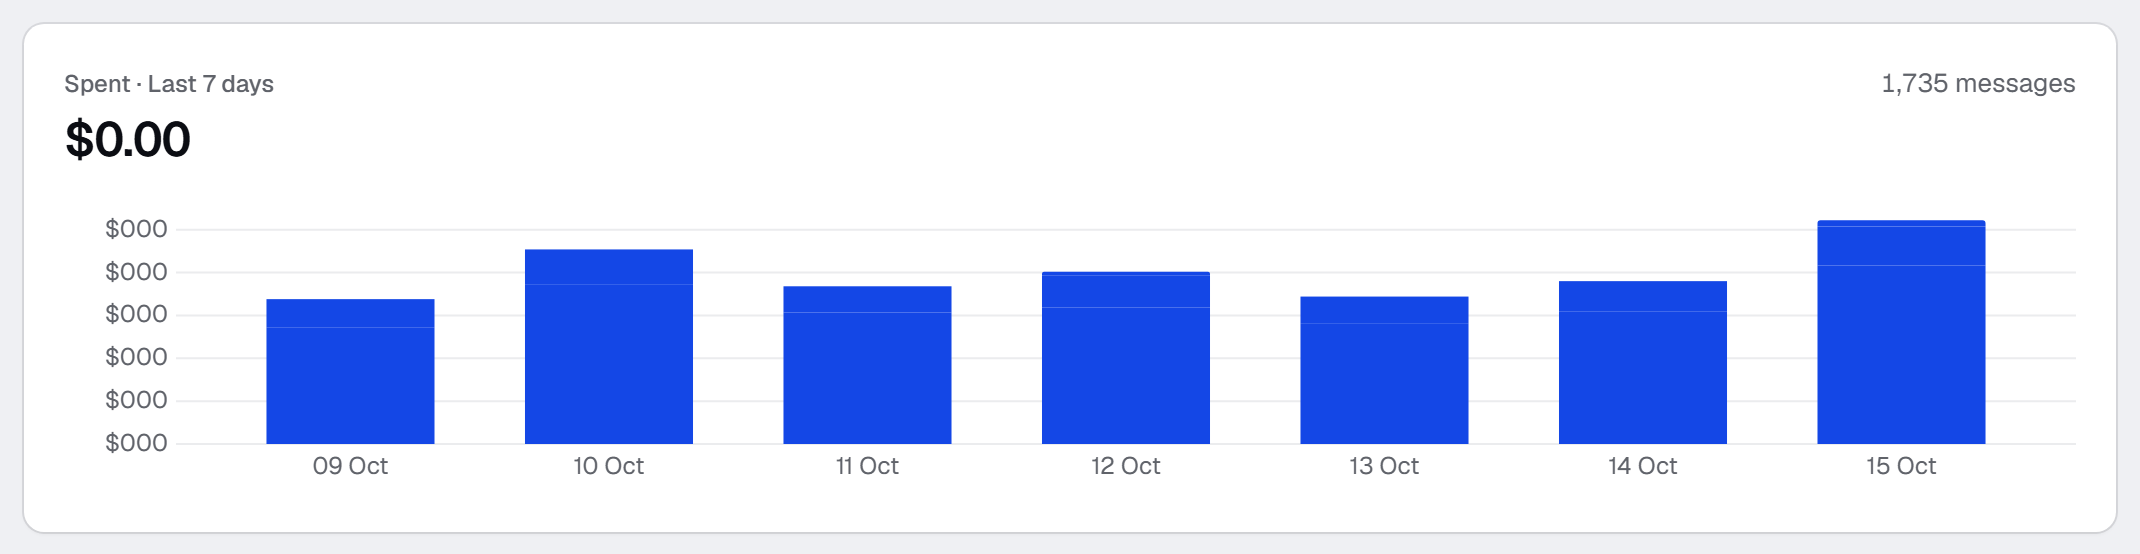 Spent · Last 7 days
1,735 messages
$0.00
$000
$000
$000
$000
$000
$000
09 Oct
10 Oct
11 Oct
12 Oct
13 Oct
14 Oct
15 Oct